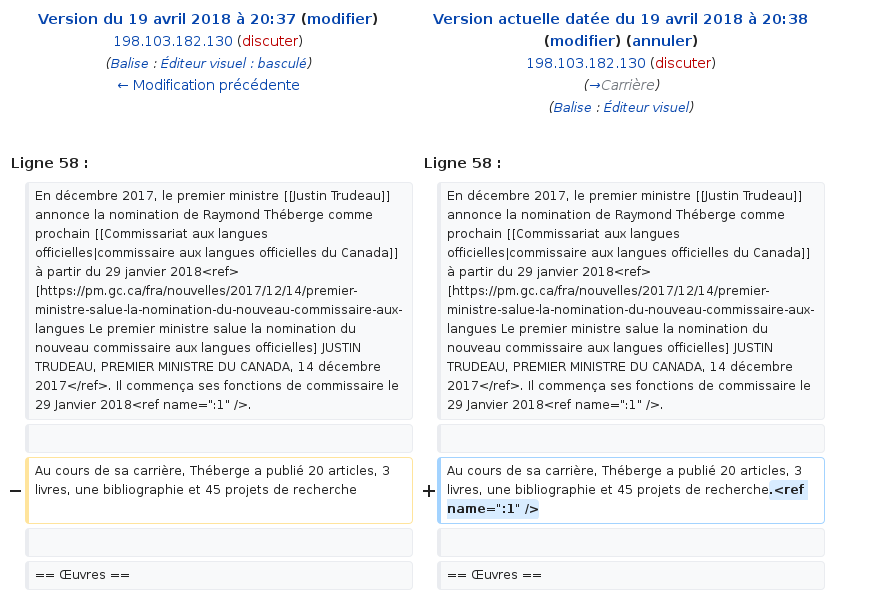 Version du 19 avril 2018 à 20:37 (modifier)
198.103.182.130 (discuter)
(Balise : Éditeur visuel : basculé)
← Modification précédente
Version actuelle datée du 19 avril 2018 à 20:38
(modifier) (annuler)
198.103.182.130 (discuter)
(→Carrière)
(Balise : Éditeur visuel)
Ligne 58 :
Ligne 58 :
En décembre 2017, le premier ministre [[Justin Trudeau]]
annonce la nomination de Raymond Théberge comme
prochain [[Commissariat aux langues
officielles|commissaire aux langues officielles du Canada]]
à partir du 29 janvier 2018<ref>
[https://pm.gc.ca/fra/nouvelles/2017/12/14/premier-
ministre-salue-la-nomination-du-nouveau-commissaire-aux-
langues Le premier ministre salue la nomination du
nouveau commissaire aux langues officielles] JUSTIN
TRUDEAU, PREMIER MINISTRE DU CANADA, 14 décembre
2017</ref>. Il commença ses fonctions de commissaire le
29 Janvier 2018<ref name=":1" />.
En décembre 2017, le premier ministre [[Justin Trudeau]]
annonce la nomination de Raymond Théberge comme
prochain [[Commissariat aux langues
officielles|commissaire aux langues officielles du Canada]]
à partir du 29 janvier 2018<ref>
[https://pm.gc.ca/fra/nouvelles/2017/12/14/premier-
ministre-salue-la-nomination-du-nouveau-commissaire-aux-
langues Le premier ministre salue la nomination du
nouveau commissaire aux langues officielles] JUSTIN
TRUDEAU, PREMIER MINISTRE DU CANADA, 14 décembre
2017</ref>. Il commença ses fonctions de commissaire le
29 Janvier 2018<ref name=":1" />.
− Au cours de sa carrière, Théberge a publié 20 articles, 3
livres, une bibliographie et 45 projets de recherche
+ Au cours de sa carrière, Théberge a publié 20 articles, 3
livres, une bibliographie et 45 projets de recherche.<ref
name=":1" />
== Œuvres ==
== Œuvres ==